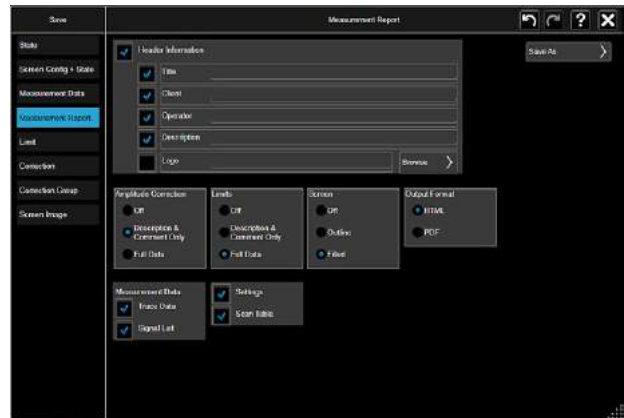 Save
Measurement Report
?
State
Screen Config + State
Measurement Data
Measurement Report
Limit
Correction
Correction Group
Screen Image
Header Information
Title
Client
Operator
Description
Logo
Browse
Save As
Amplitude Correction
Off
Description &
Comment Only
Full Data
Limits
Off
Description &
Comment Only
Full Data
Screen
Off
Outline
Filled
Output Format
HTML
PDF
Measurement Data
Trace Data
Signal List
Settings
Scan Table